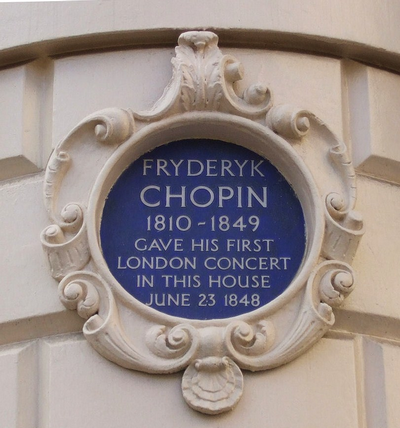 FRYDERYK
CHOPIN
1810-1849
GAVE HIS FIRST
LONDON CONCERT
IN THIS HOUSE
JUNE 23 1848